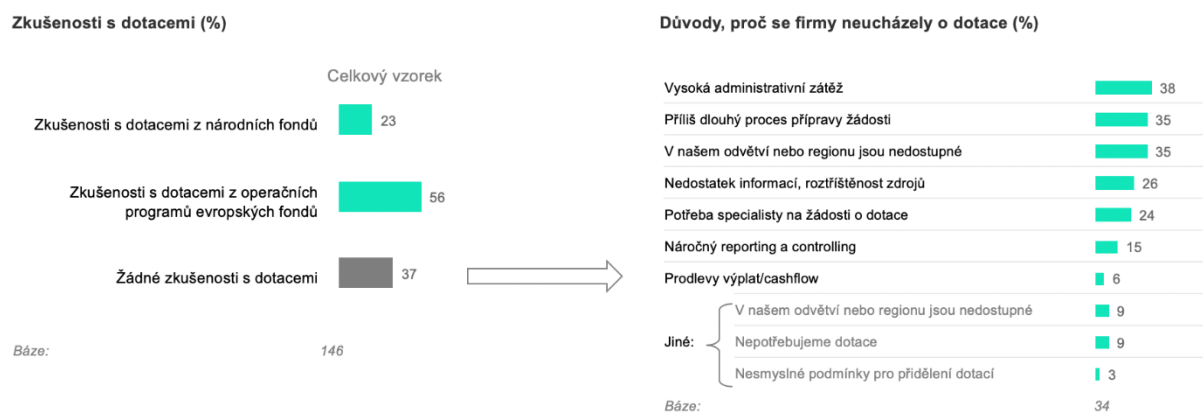 Zkušenosti s dotacemi (%)
Celkový vzorek
Zkušenosti s dotacemi z národních fondů
23
Zkušenosti s dotacemi z operačních
programů evropských fondů
56
Žádné zkušenosti s dotacemi
37
Báze:
146
Důvody, proč se firmy neucházely o dotace (%)
Vysoká administrativní zátěž
38
Příliš dlouhý proces přípravy žádosti
35
V našem odvětví nebo regionu jsou nedostupné
35
Nedostatek informací, roztříštěnost zdrojů
26
Potřeba specialisty na žádosti o dotace
24
Náročný reporting a controlling
15
Prodlevy výplat/cashflow
6
Jiné:
V našem odvětví nebo regionu jsou nedostupné
9
Nepotřebujeme dotace
9
Nesmyslné podmínky pro přidělení dotací
3
Báze:
34